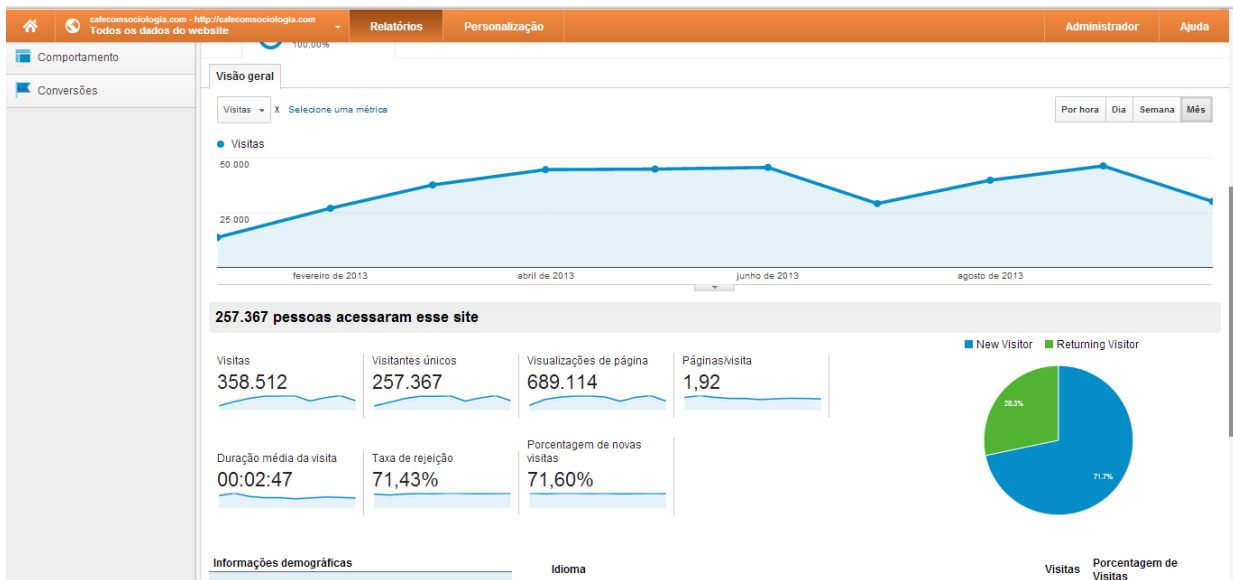 cafecomsociologia.com - http://cafecomsociologia.com
Todos os dados do website
Relatórios
Personalização
Administrador
Ajuda
Comportamento
Conversões
100,00%
Visão geral
Visitas
X
Selecione uma métrica
Por hora
Dia
Semana
Mês
Visitas
50.000
25.000
fevereiro de 2013
abril de 2013
junho de 2013
agosto de 2013
257.367 pessoas acessaram esse site
New Visitor
Returning Visitor
Visitas
358.512
Visitantes únicos
257.367
Visualizações de página
689.114
Páginas/visita
1,92
28.3%
71.7%
Duração média da visita
00:02:47
Taxa de rejeição
71,43%
Porcentagem de novas
visitas
71,60%
Informações demográficas
Idioma
Visitas
Porcentagem de
Visitas